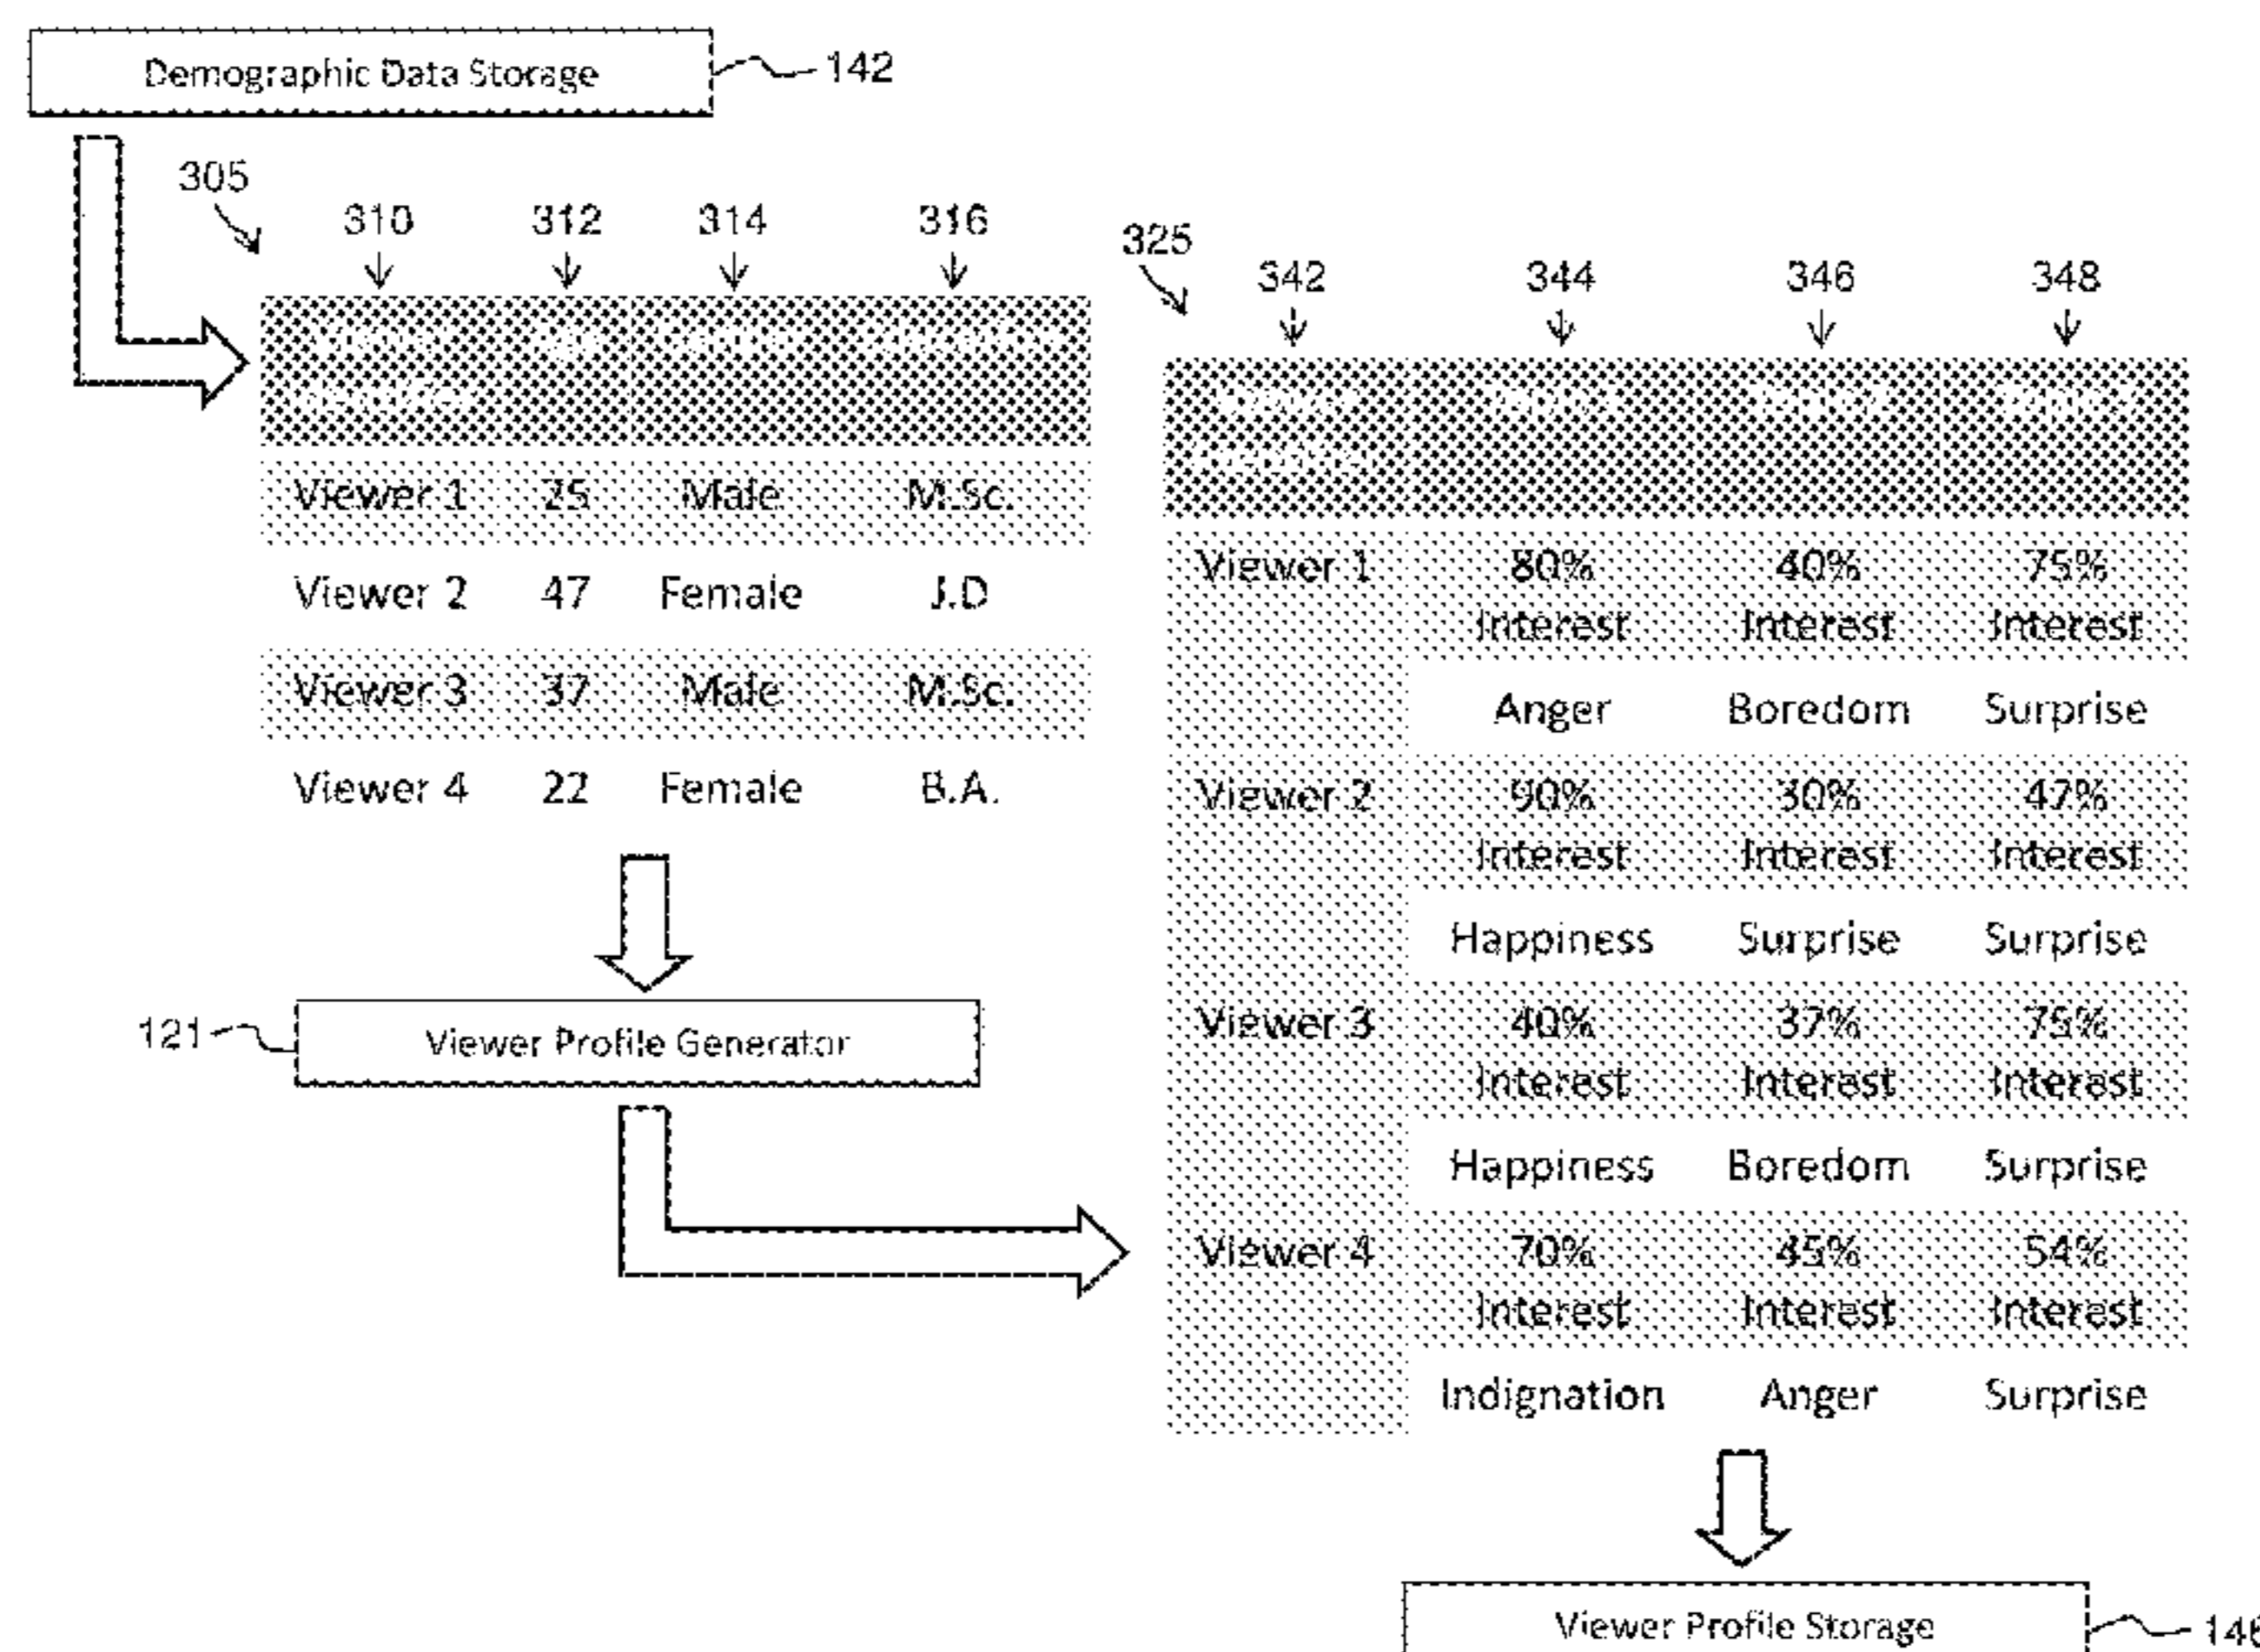 Demographic Data Storage 142
305
310 312 314 316
Viewer 1 25 Male M.Sc.
Viewer 2 47 Female J.D
Viewer 3 37 Male M.Sc.
Viewer 4 22 Female B.A.
121 Viewer Profile Generator
325
342 344 346 348
Viewer 1 80% 40% 75%
Interest Interest Interest
Anger Boredom Surprise
Viewer 2 90% 30% 47%
Interest Interest Interest
Happiness Surprise Surprise
Viewer 3 40% 37% 75%
Interest Interest Interest
Happiness Boredom Surprise
Viewer 4 70% 45% 54%
Interest Interest Interest
Indignation Anger Surprise
Viewer Profile Storage